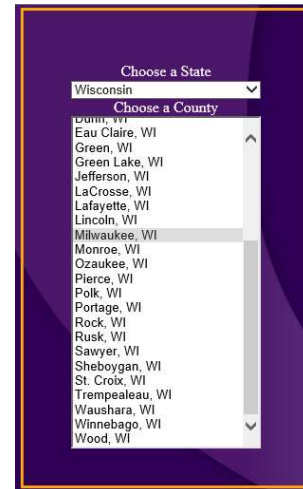 Choose a State
Wisconsin
Choose a County
Dunn, WI
Eau Claire, WI
Green, WI
Green Lake, WI
Jefferson, WI
LaCrosse, WI
Lafayette, WI
Lincoln, WI
Milwaukee, WI
Monroe, WI
Ozaukee, WI
Pierce, WI
Polk, WI
Portage, WI
Rock, WI
Rusk, WI
Sawyer, WI
Sheboygan, WI
St. Croix, WI
Trempealeau, WI
Waushara, WI
Winnebago, WI
Wood, WI